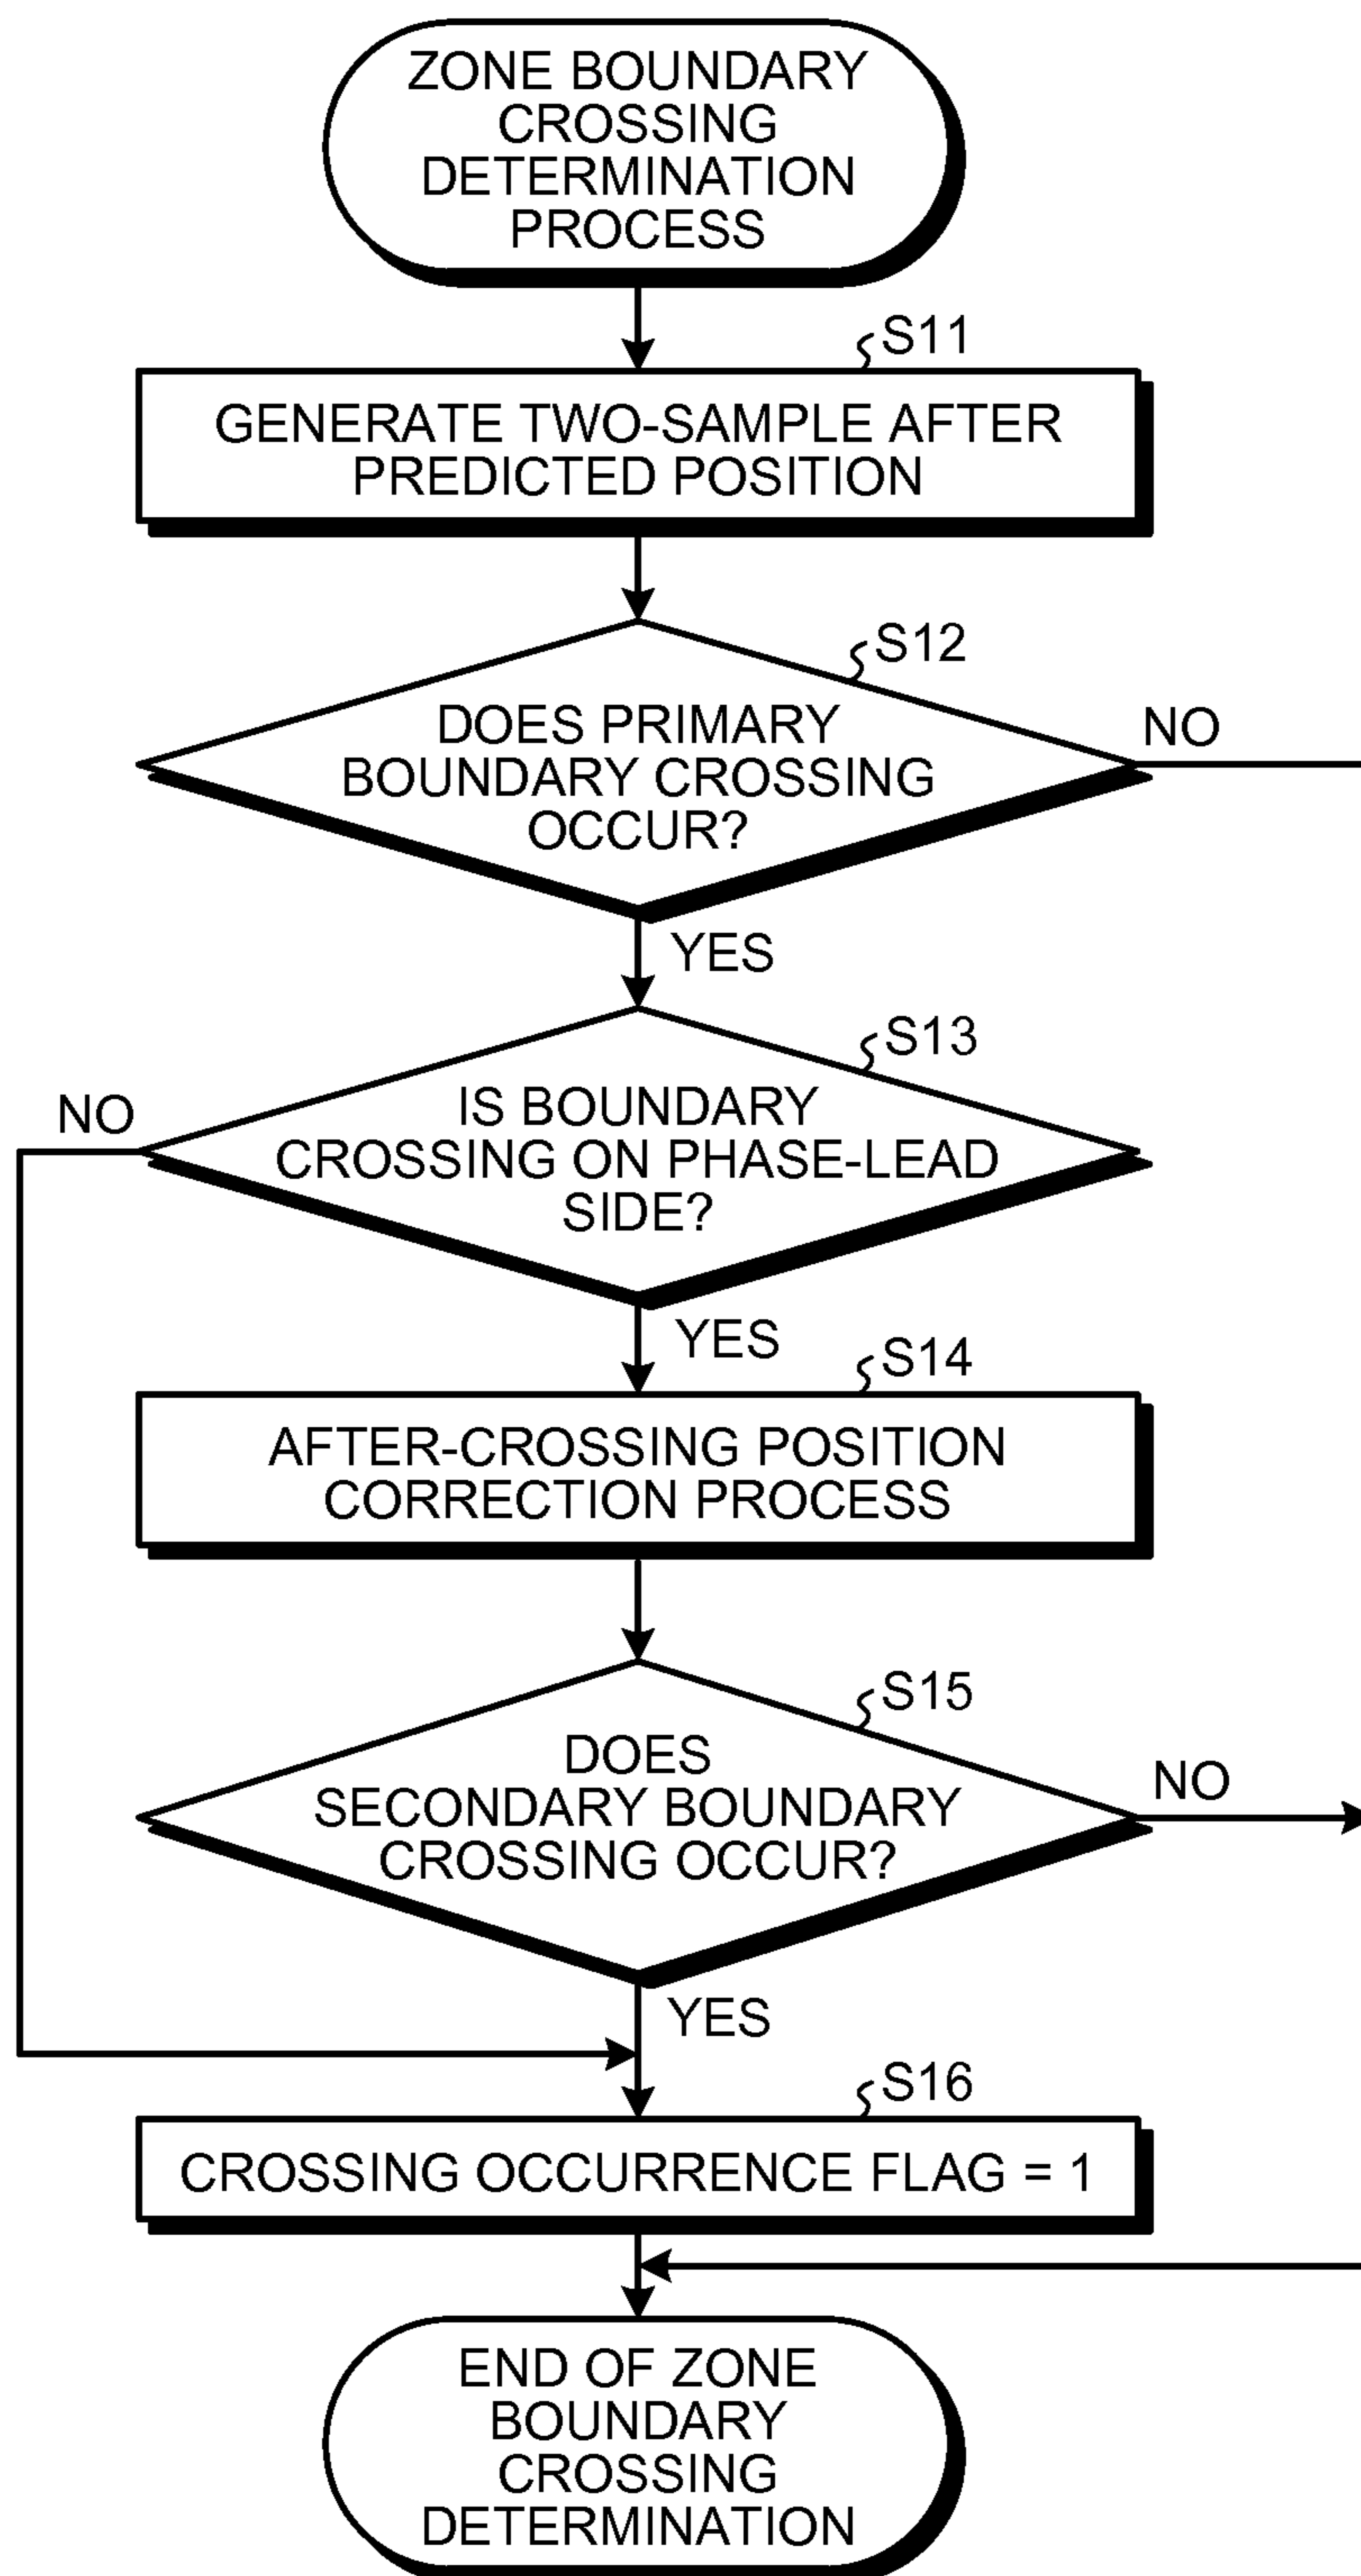 ZONE BOUNDARY
CROSSING
DETERMINATION
PROCESS
S11
GENERATE TWO-SAMPLE AFTER
PREDICTED POSITION
S12
DOES PRIMARY
BOUNDARY CROSSING
OCCUR?
NO
YES
S13
NO
IS BOUNDARY
CROSSING ON PHASE-LEAD
SIDE?
YES
S14
AFTER-CROSSING POSITION
CORRECTION PROCESS
S15
DOES
SECONDARY BOUNDARY
CROSSING OCCUR?
NO
YES
S16
CROSSING OCCURRENCE FLAG = 1
END OF ZONE
BOUNDARY
CROSSING
DETERMINATION